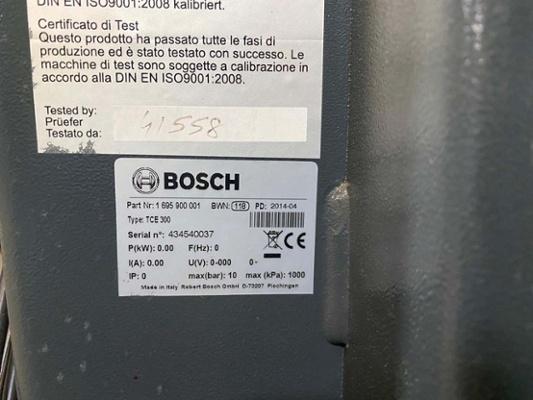 DIN EN ISO9001:2008 kalibriert.
Certificato di Test
Questo prodotto ha passato tutte le fasi di
produzione ed è stato testato con successo. Le
macchine di test sono soggette a calibrazione in
accordo alla DIN EN ISO9001:2008.
Tested by:
Prüefer
Testato da:
41558
BOSCH
Part Nr: 1 695 900 001 BWN: 118 PD: 2014-04
Type: TCE 300
Serial n°: 434540037
P(kW): 0.00 F(Hz): 0
I(A): 0.00 U(V): 0-000 0~
IP: 0 max(bar): 10 max (kPa): 1000
Made in Italy Robert Bosch GmbH D-73207 Plochingen